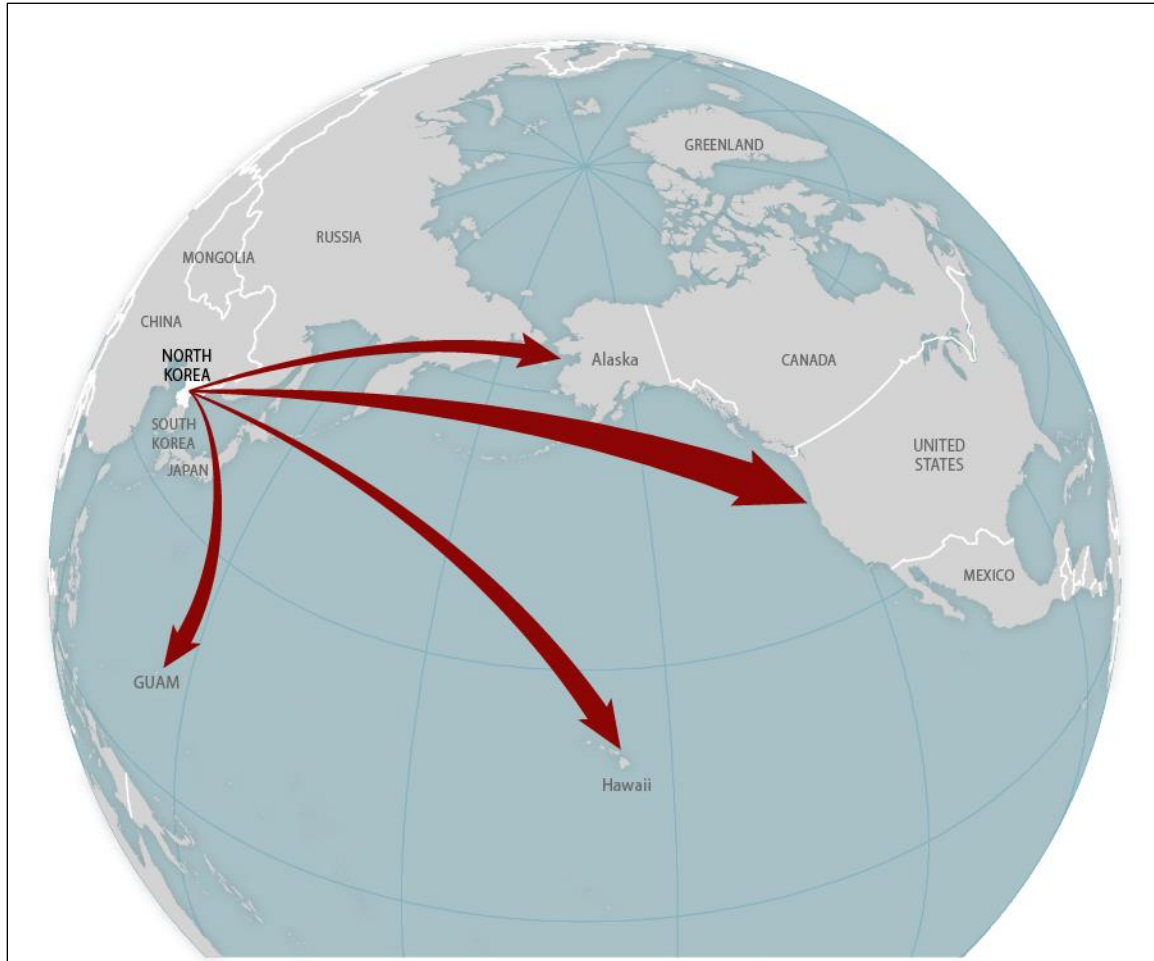 GREENLAND
RUSSIA
MONGOLIA
CHINA
NORTH
KOREA
Alaska
CANADA
SOUTH
KOREA
JAPAN
UNITED
STATES
MEXICO
GUAM
Hawaii